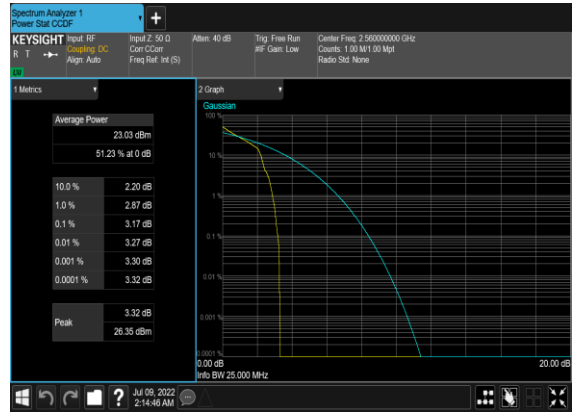 Spectrum Analyzer 1
Power Stat CCDF
+
KEYSIGHT
R T
LXI
Input: RF
Coupling: DC
Align: Auto
Input Z: 50 Ω
Corr CCorr
Freq Ref: Int (S)
Atten: 40 dB
Trig: Free Run
#IF Gain: Low
Center Freq: 2.560000000 GHz
Counts: 1.00 M/1.00 Mpt
Radio Std: None
1 Metrics
Average Power
23.03 dBm
51.23 % at 0 dB
10.0 % 2.20 dB
1.0 % 2.87 dB
0.1 % 3.17 dB
0.01 % 3.27 dB
0.001 % 3.30 dB
0.0001 % 3.32 dB
Peak
3.32 dB
26.35 dBm
2 Graph
Gaussian
100 %
10 %
1 %
0.1 %
0.01 %
0.001 %
0.0001 %
0.00 dB
20.00 dB
Info BW 25.000 MHz
?
Jul 09, 2022
2:14:46 AM